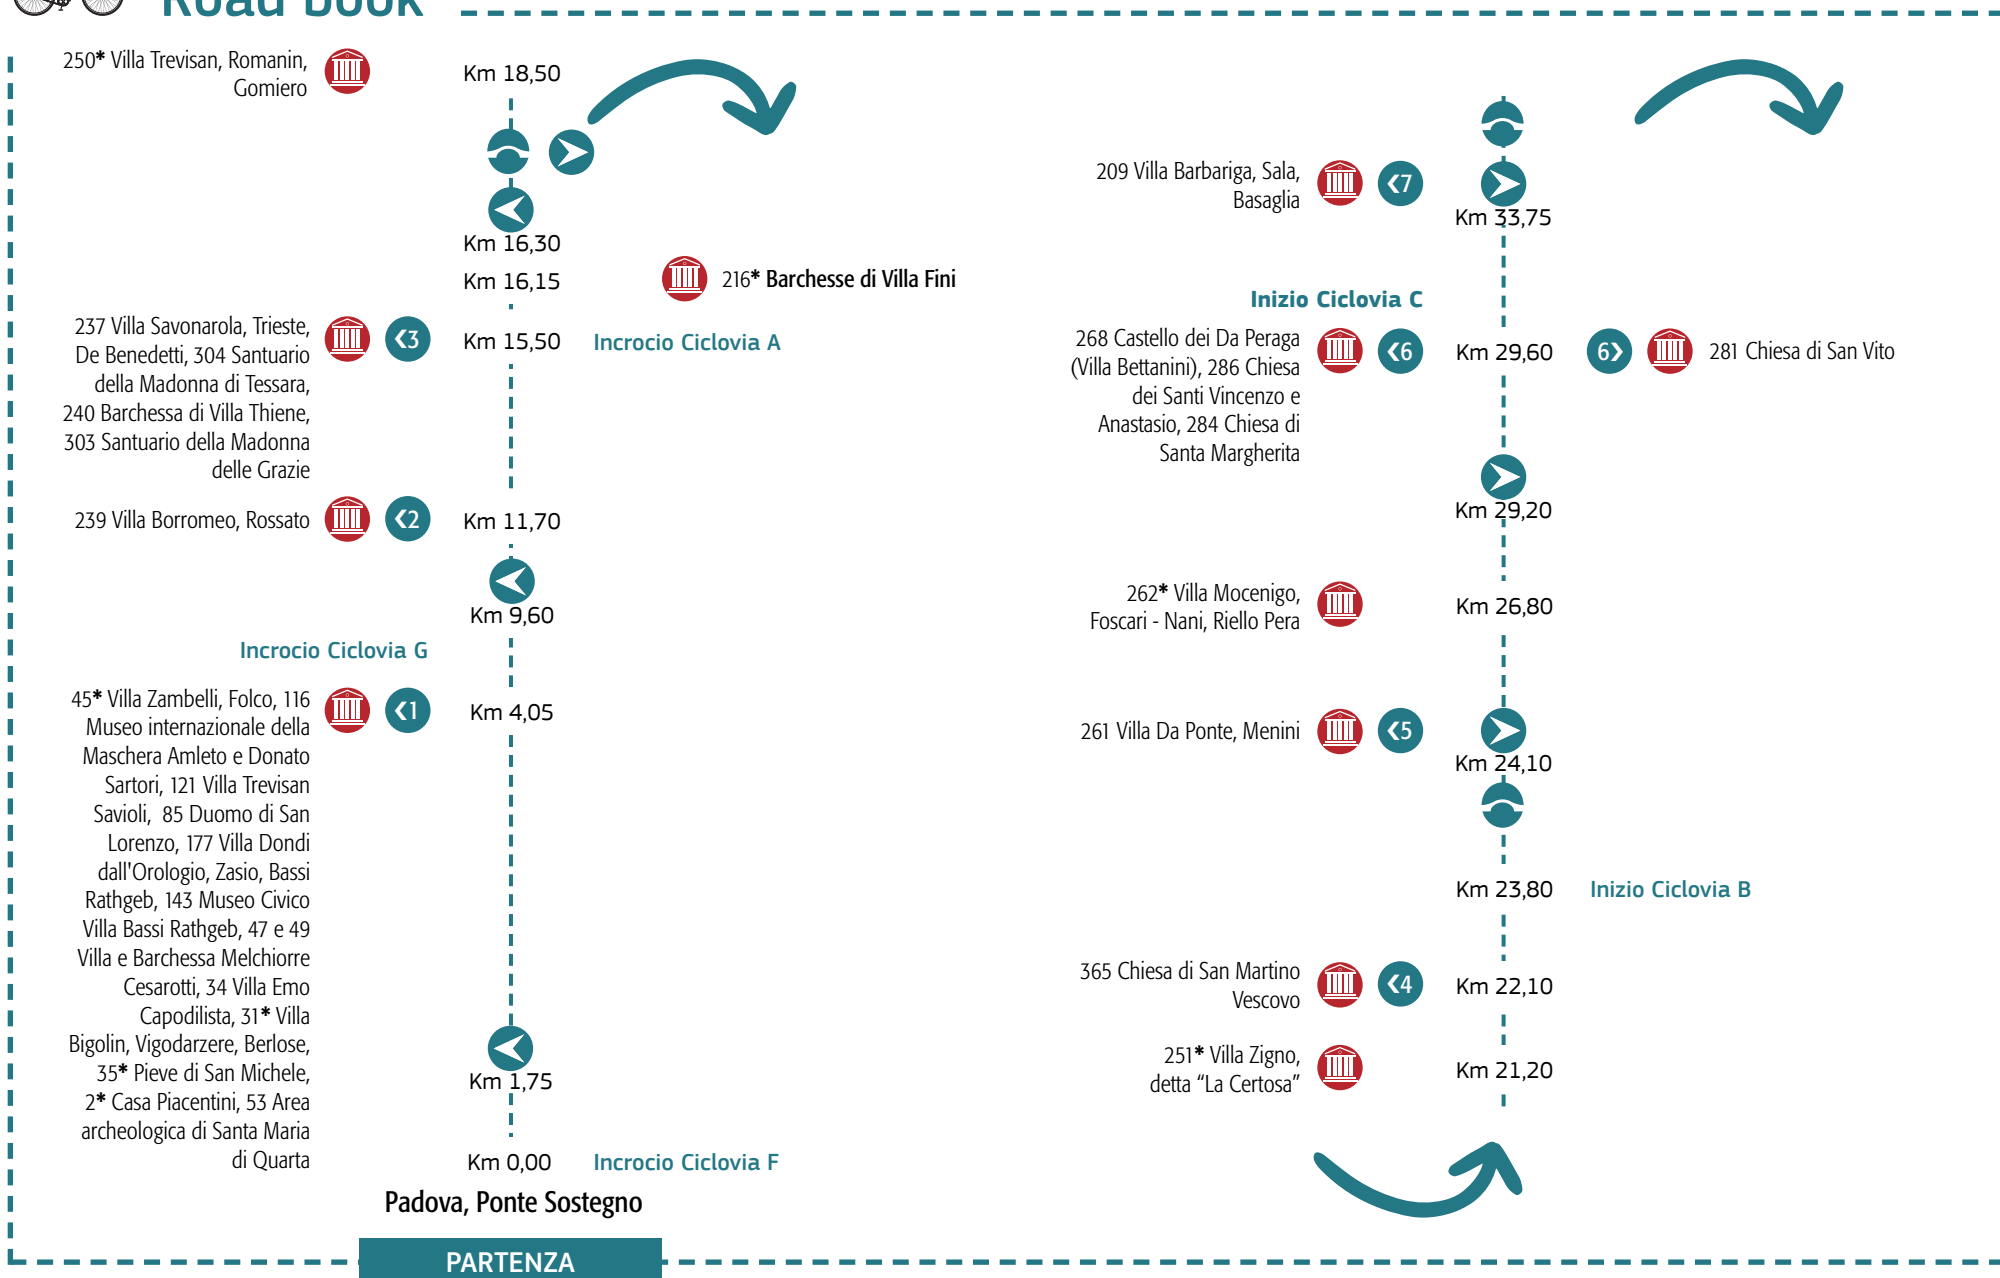 Road book
250* Villa Trevisan, Romanin,
Gomiero
Km 18,50
Km 16,30
Km 16,15
216* Barchesse di Villa Fini
237 Villa Savonarola, Trieste,
De Benedetti, 304 Santuario
della Madonna di Tessara,
240 Barchessa di Villa Thiene,
303 Santuario della Madonna
delle Grazie
3
Km 15,50
Incrocio Ciclovia A
239 Villa Borromeo, Rossato
2
Km 11,70
Km 9,60
Incrocio Ciclovia G
45* Villa Zambelli, Folco, 116
Museo internazionale della
Maschera Amleto e Donato
Sartori, 121 Villa Trevisan
Savioli, 85 Duomo di San
Lorenzo, 177 Villa Dondi
dall'Orologio, Zasio, Bassi
Rathgeb, 143 Museo Civico
Villa Bassi Rathgeb, 47 e 49
Villa e Barchessa Melchiorre
Cesarotti, 34 Villa Emo
Capodilista, 31* Villa
Bigolin, Vigodarzere, Berlose,
35* Pieve di San Michele,
2* Casa Piacentini, 53 Area
archeologica di Santa Maria
di Quarta
1
Km 4,05
Km 1,75
Km 0,00
Incrocio Ciclovia F
Padova, Ponte Sostegno
PARTENZA
209 Villa Barbariga, Sala,
Basaglia
7
Km 33,75
Inizio Ciclovia C
268 Castello dei Da Peraga
(Villa Bettanini), 286 Chiesa
dei Santi Vincenzo e
Anastasio, 284 Chiesa di
Santa Margherita
6
Km 29,60
6
281 Chiesa di San Vito
Km 29,20
262* Villa Mocenigo,
Foscari - Nani, Riello Pera
Km 26,80
261 Villa Da Ponte, Menini
5
Km 24,10
Km 23,80
Inizio Ciclovia B
365 Chiesa di San Martino
Vescovo
4
Km 22,10
251* Villa Zigno,
detta “La Certosa”
Km 21,20